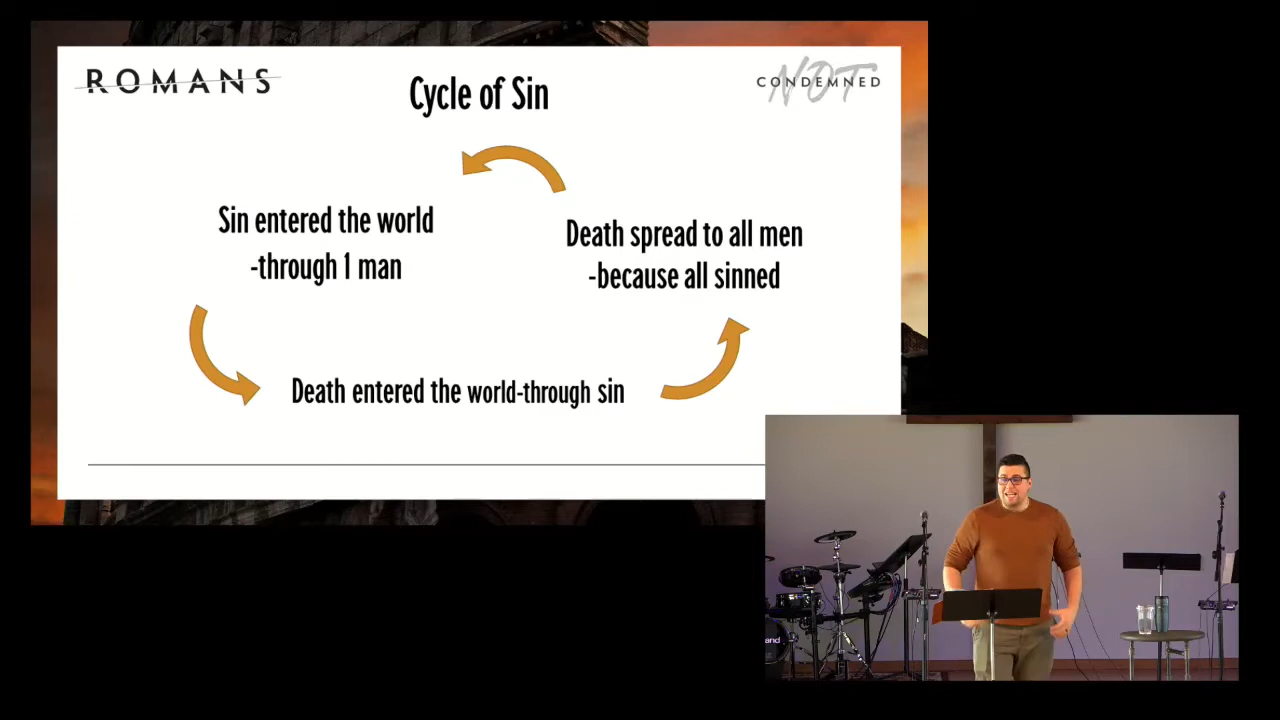 ROMANS
Cycle of Sin
NOT
CONDEMNED
Sin entered the world
-through 1 man
Death spread to all men
-because all sinned
Death entered the world-through sin
and